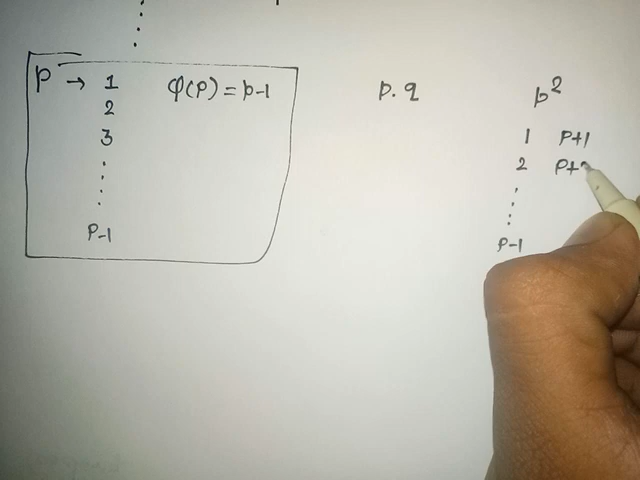 p → 1 φ(p) = p-1
2
3
p-1
p.q
p²
1 p+1
2 p+
p-1